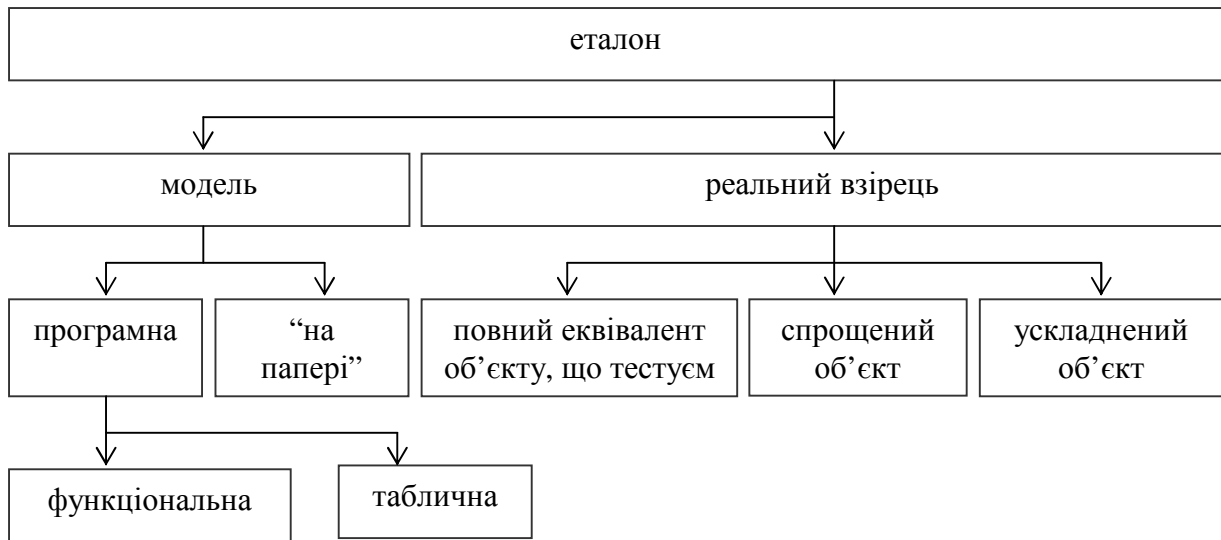 еталон
модель
реальний взірець
програмна
“на
папері”
повний еквівалент
об’єкту, що тестуєм
спрощений
об’єкт
ускладнений
об’єкт
функціональна
таблична